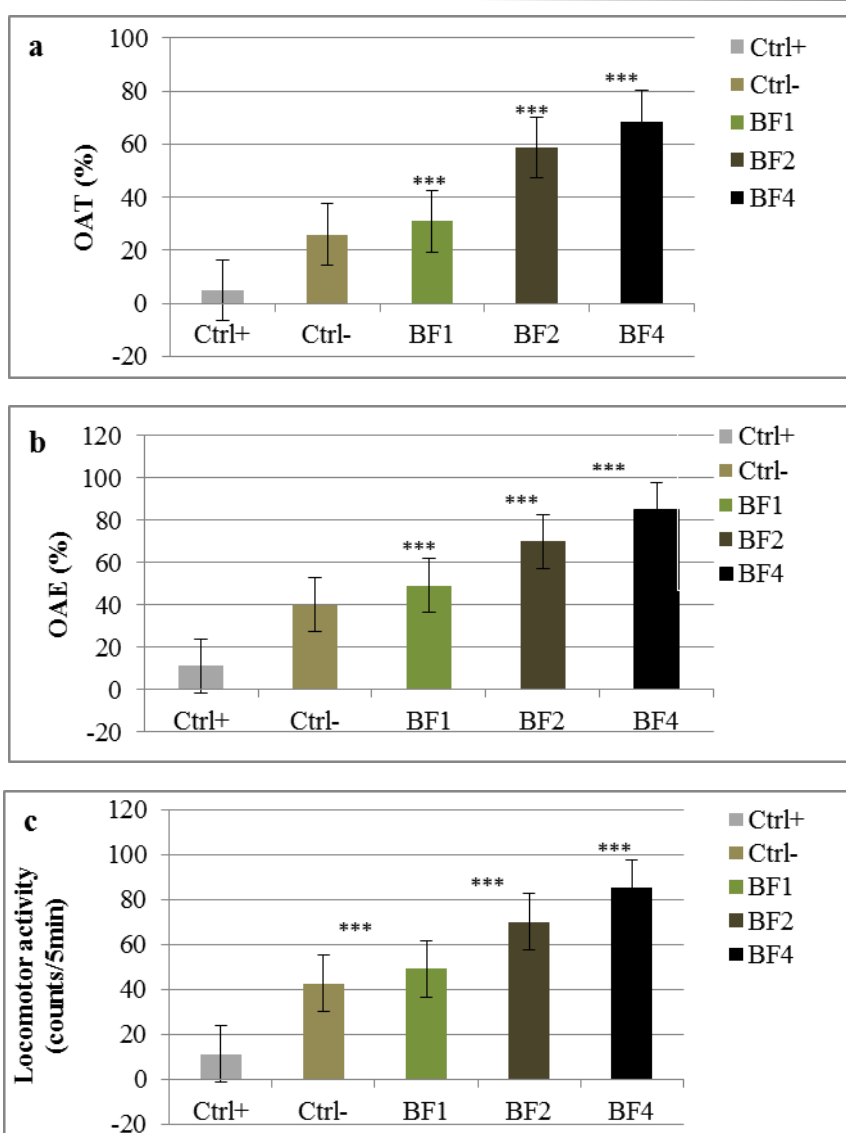 a
OAT (%)
100
80
60
40
20
0
-20
***
***
***
Ctrl+ Ctrl- BF1 BF2 BF4
Ctrl+
Ctrl-
BF1
BF2
BF4
b
OAE (%)
120
100
80
60
40
20
0
-20
***
***
***
Ctrl+ Ctrl- BF1 BF2 BF4
Ctrl+
Ctrl-
BF1
BF2
BF4
c
Locomotor activity
(counts/5min)
120
100
80
60
40
20
0
-20
***
***
***
Ctrl+ Ctrl- BF1 BF2 BF4
Ctrl+
Ctrl-
BF1
BF2
BF4